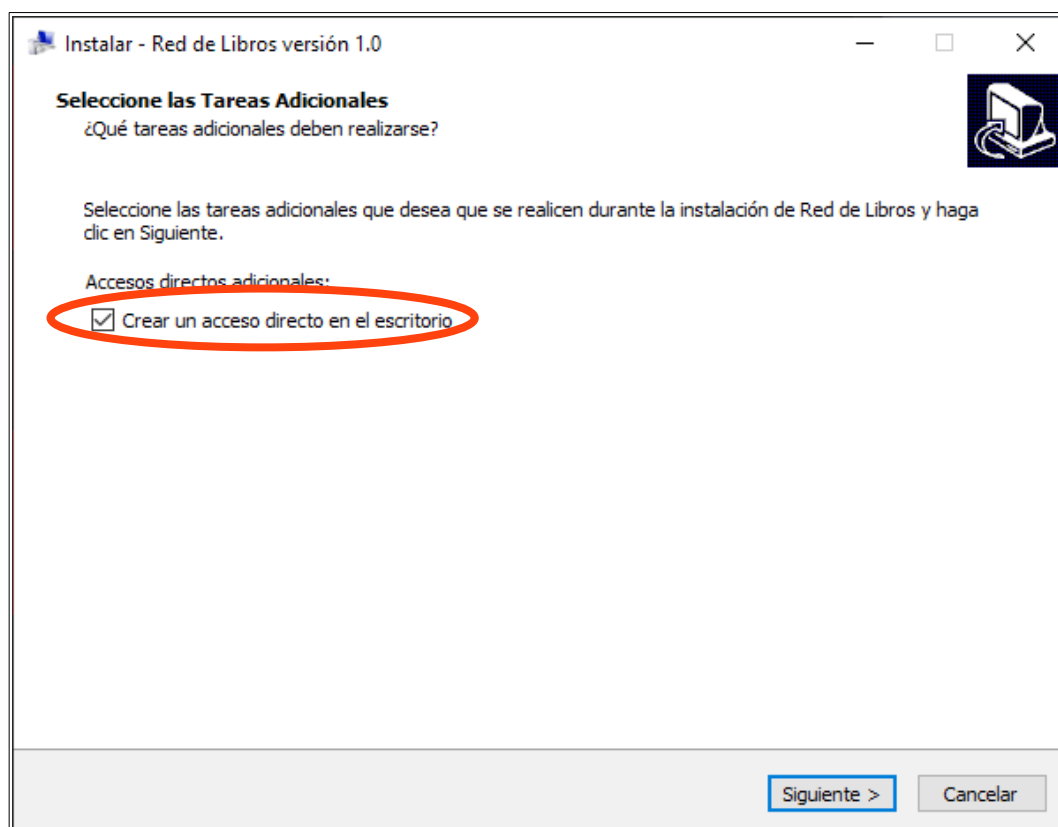 Instalar - Red de Libros versión 1.0
Seleccione las Tareas Adicionales
¿Qué tareas adicionales deben realizarse?
Seleccione las tareas adicionales que desea que se realicen durante la instalación de Red de Libros y haga
clic en Siguiente.
Accesos directos adicionales:
Crear un acceso directo en el escritorio
Siguiente >
Cancelar